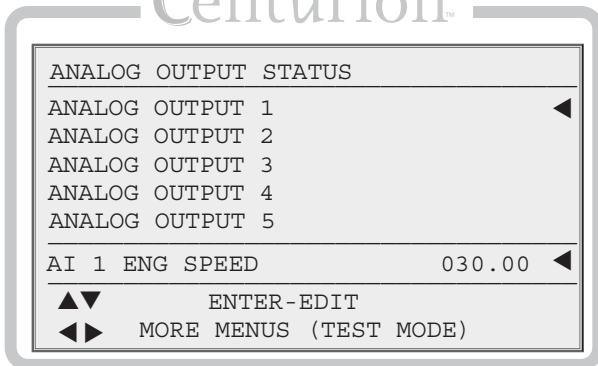 Centurion™
ANALOG OUTPUT STATUS
ANALOG OUTPUT 1 ◀
ANALOG OUTPUT 2
ANALOG OUTPUT 3
ANALOG OUTPUT 4
ANALOG OUTPUT 5
AI 1 ENG SPEED 030.00 ◀
▲▼ ENTER-EDIT
◀▶ MORE MENUS (TEST MODE)